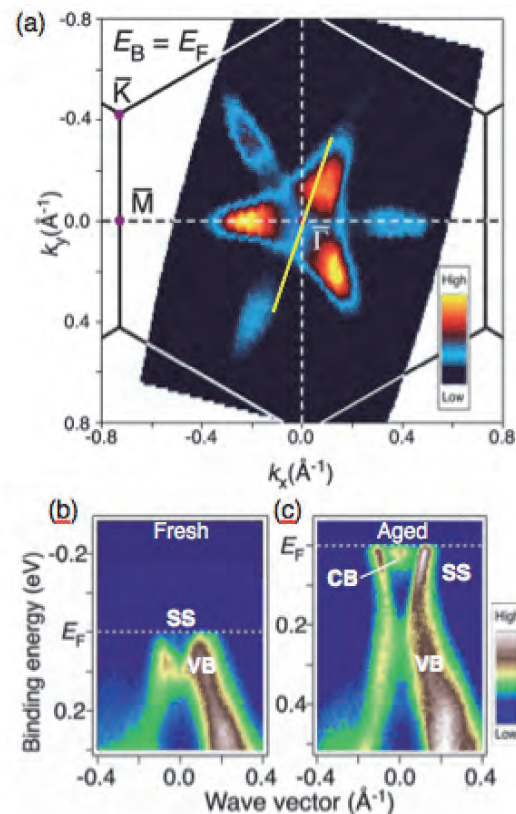 (a)
E_B = E_F
-0.8
-0.4
0.0
0.4
0.8
k_y(Å⁻¹)
K̄
M̄
Γ̄
High
Low
-0.8 -0.4 0.0 0.4 0.8
k_x(Å⁻¹)
(b)
Fresh
SS
VB
-0.2
E_F
0.2
Binding energy (eV)
-0.4 0.0 0.4
(c)
Aged
E_F
CB
SS
VB
0.2
0.4
-0.4 0.0 0.4
High
Low
Wave vector (Å⁻¹)